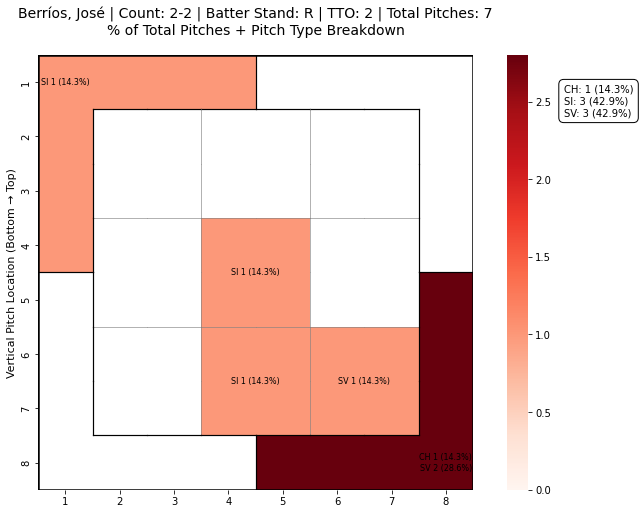 Berríos, José | Count: 2-2 | Batter Stand: R | TTO: 2 | Total Pitches: 7
% of Total Pitches + Pitch Type Breakdown
Vertical Pitch Location (Bottom → Top)
1
2
3
4
5
6
7
8
SI 1 (14.3%)
SI 1 (14.3%)
SI 1 (14.3%)
SV 1 (14.3%)
CH 1 (14.3%)
SV 2 (28.6%)
1
2
3
4
5
6
7
8
2.5
2.0
1.5
1.0
0.5
0.0
CH: 1 (14.3%)
SI: 3 (42.9%)
SV: 3 (42.9%)